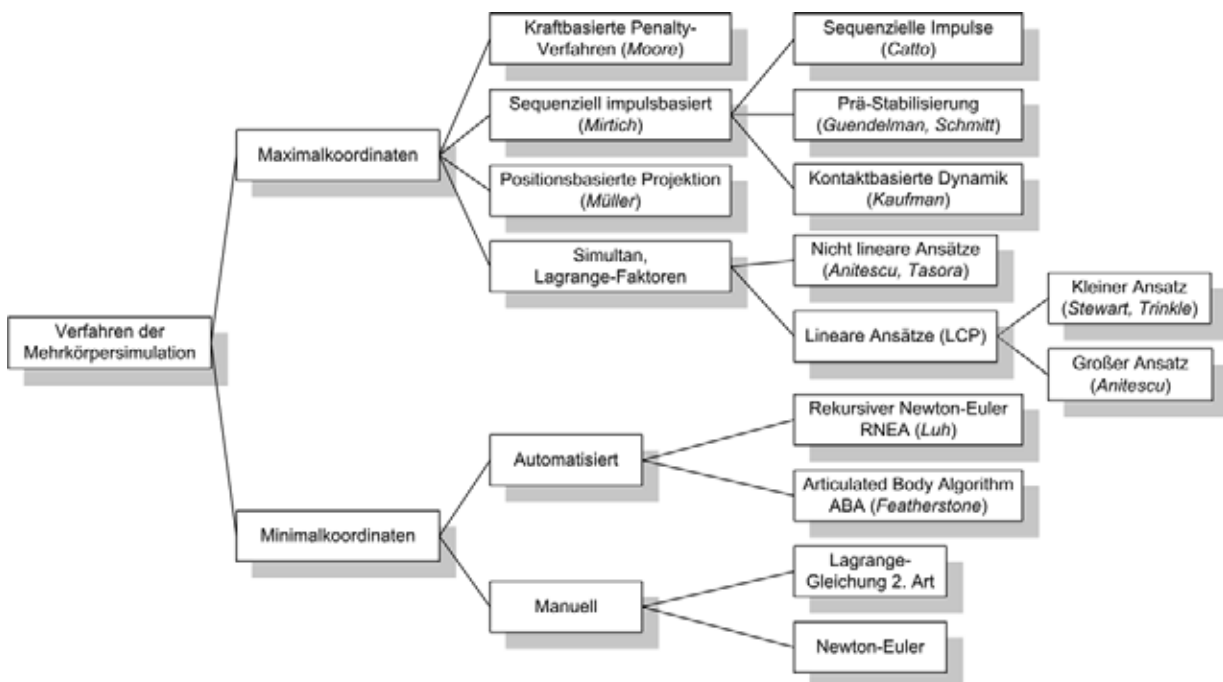 Verfahren der
Mehrkörpersimulation
Maximalkoordinaten
Kraftbasierte Penalty-
Verfahren (Moore)
Sequenziell impulsbasiert
(Mirtich)
Sequenzielle Impulse
(Catto)
Prä-Stabilisierung
(Guendelman, Schmitt)
Kontaktbasierte Dynamik
(Kaufman)
Positionsbasierte Projektion
(Müller)
Simultan,
Lagrange-Faktoren
Nicht lineare Ansätze
(Anitescu, Tasora)
Lineare Ansätze (LCP)
Kleiner Ansatz
(Stewart, Trinkle)
Großer Ansatz
(Anitescu)
Minimalkoordinaten
Automatisiert
Rekursiver Newton-Euler
RNEA (Luh)
Articulated Body Algorithm
ABA (Featherstone)
Manuell
Lagrange-
Gleichung 2. Art
Newton-Euler